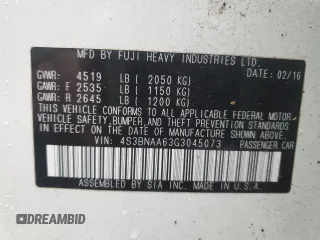 MFD BY FUJI HEAVY INDUSTRIES LTD. DATE 02/16
GVWR: 4519 LB ( 2050 KG)
GAWR: F 2535 LB ( 1150 KG)
GAWR: R 2645 LB ( 1200 KG)
THIS VEHICLE CONFORMS TO ALL APPLICABLE FEDERAL MOTOR
VEHICLE SAFETY, BUMPER, AND THEFT PREVENTION STANDARDS
IN EFFECT ON THE DATE OF MANUFACTURE SHOWN ABOVE.
VIN: 4S3BNAA63G3045073 PASSENGER CAR
ASSEMBLED BY SIA INC. MADE IN U.S.A.
DREAMBID